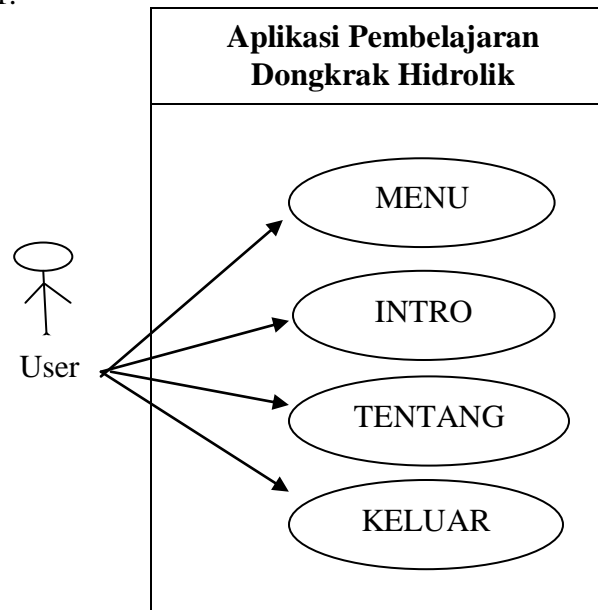 Aplikasi Pembelajaran
Dongkrak Hidrolik
MENU
INTRO
User
TENTANG
KELUAR